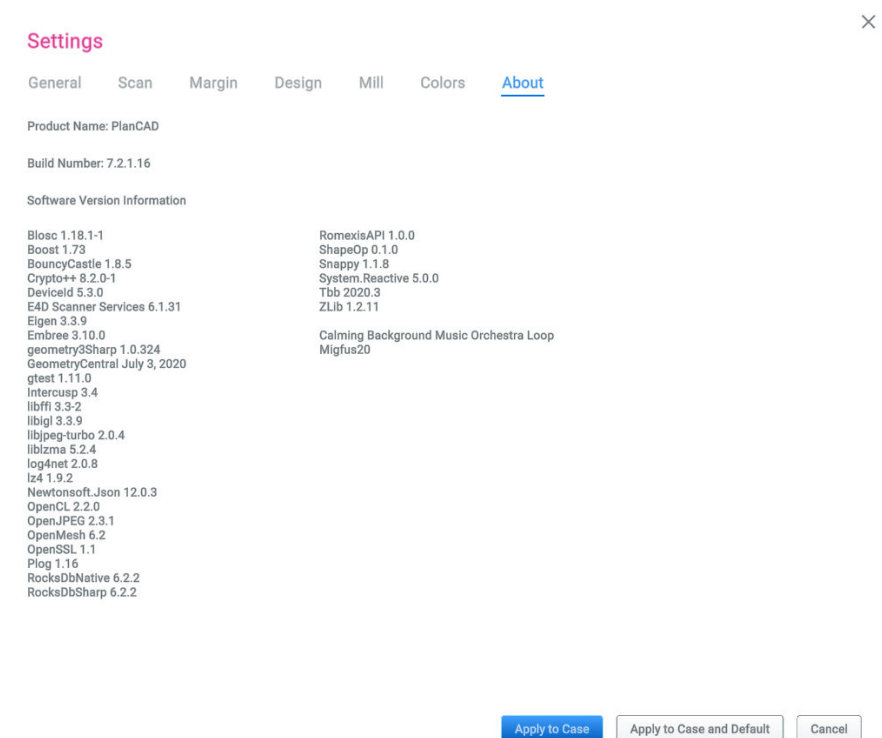 Settings
General Scan Margin Design Mill Colors About
Product Name: PlanCAD
Build Number: 7.2.1.16
Software Version Information
Blosc 1.18.1-1
Boost 1.73
BouncyCastle 1.8.5
Crypto++ 8.2.0-1
DeviceId 5.3.0
E4D Scanner Services 6.1.31
Eigen 3.3.9
Embree 3.10.0
geometry3Sharp 1.0.324
GeometryCentral July 3, 2020
gtest 1.11.0
Intercusp 3.4
libffi 3.3-2
libigl 3.3.9
libjpeg-turbo 2.0.4
liblzma 5.2.4
log4net 2.0.8
lz4 1.9.2
Newtonsoft.Json 12.0.3
OpenCL 2.2.0
OpenJPEG 2.3.1
OpenMesh 6.2
OpenSSL 1.1
Plog 1.16
RocksDbNative 6.2.2
RocksDbSharp 6.2.2
RomexisAPI 1.0.0
ShapeOp 0.1.0
Snappy 1.1.8
System.Reactive 5.0.0
Tbb 2020.3
ZLib 1.2.11
Calming Background Music Orchestra Loop
Migfus20
Apply to Case Apply to Case and Default Cancel